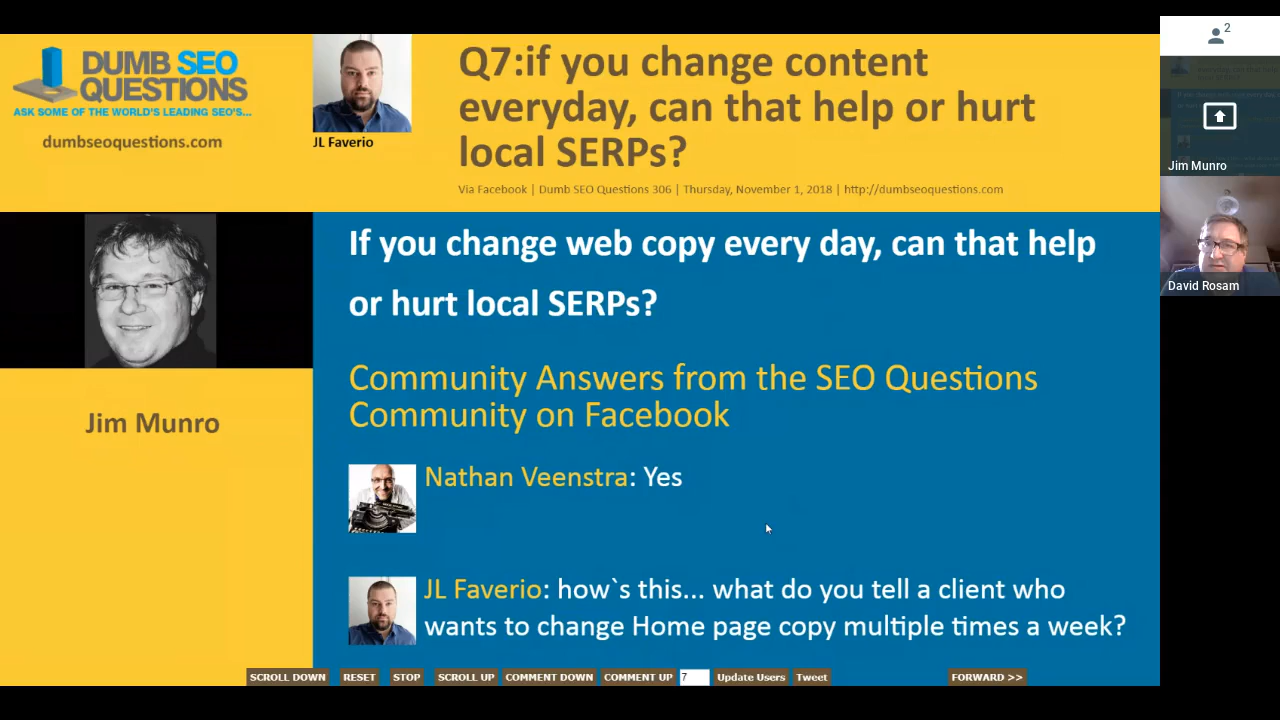 DUMB SEO
QUESTIONS
ASK SOME OF THE WORLD'S LEADING SEO'S...
dumbseoquestions.com
JL Faverio
Q7:if you change content
everyday, can that help or hurt
local SERPs?
Via Facebook | Dumb SEO Questions 306 | Thursday, November 1, 2018 | http://dumbseoquestions.com
2
Jim Munro
David Rosam
Jim Munro
If you change web copy every day, can that help
or hurt local SERPs?
Community Answers from the SEO Questions
Community on Facebook
Nathan Veenstra: Yes
JL Faverio: how`s this... what do you tell a client who
wants to change Home page copy multiple times a week?
SCROLL DOWN RESET STOP SCROLL UP COMMENT DOWN COMMENT UP 7 Update Users Tweet FORWARD >>